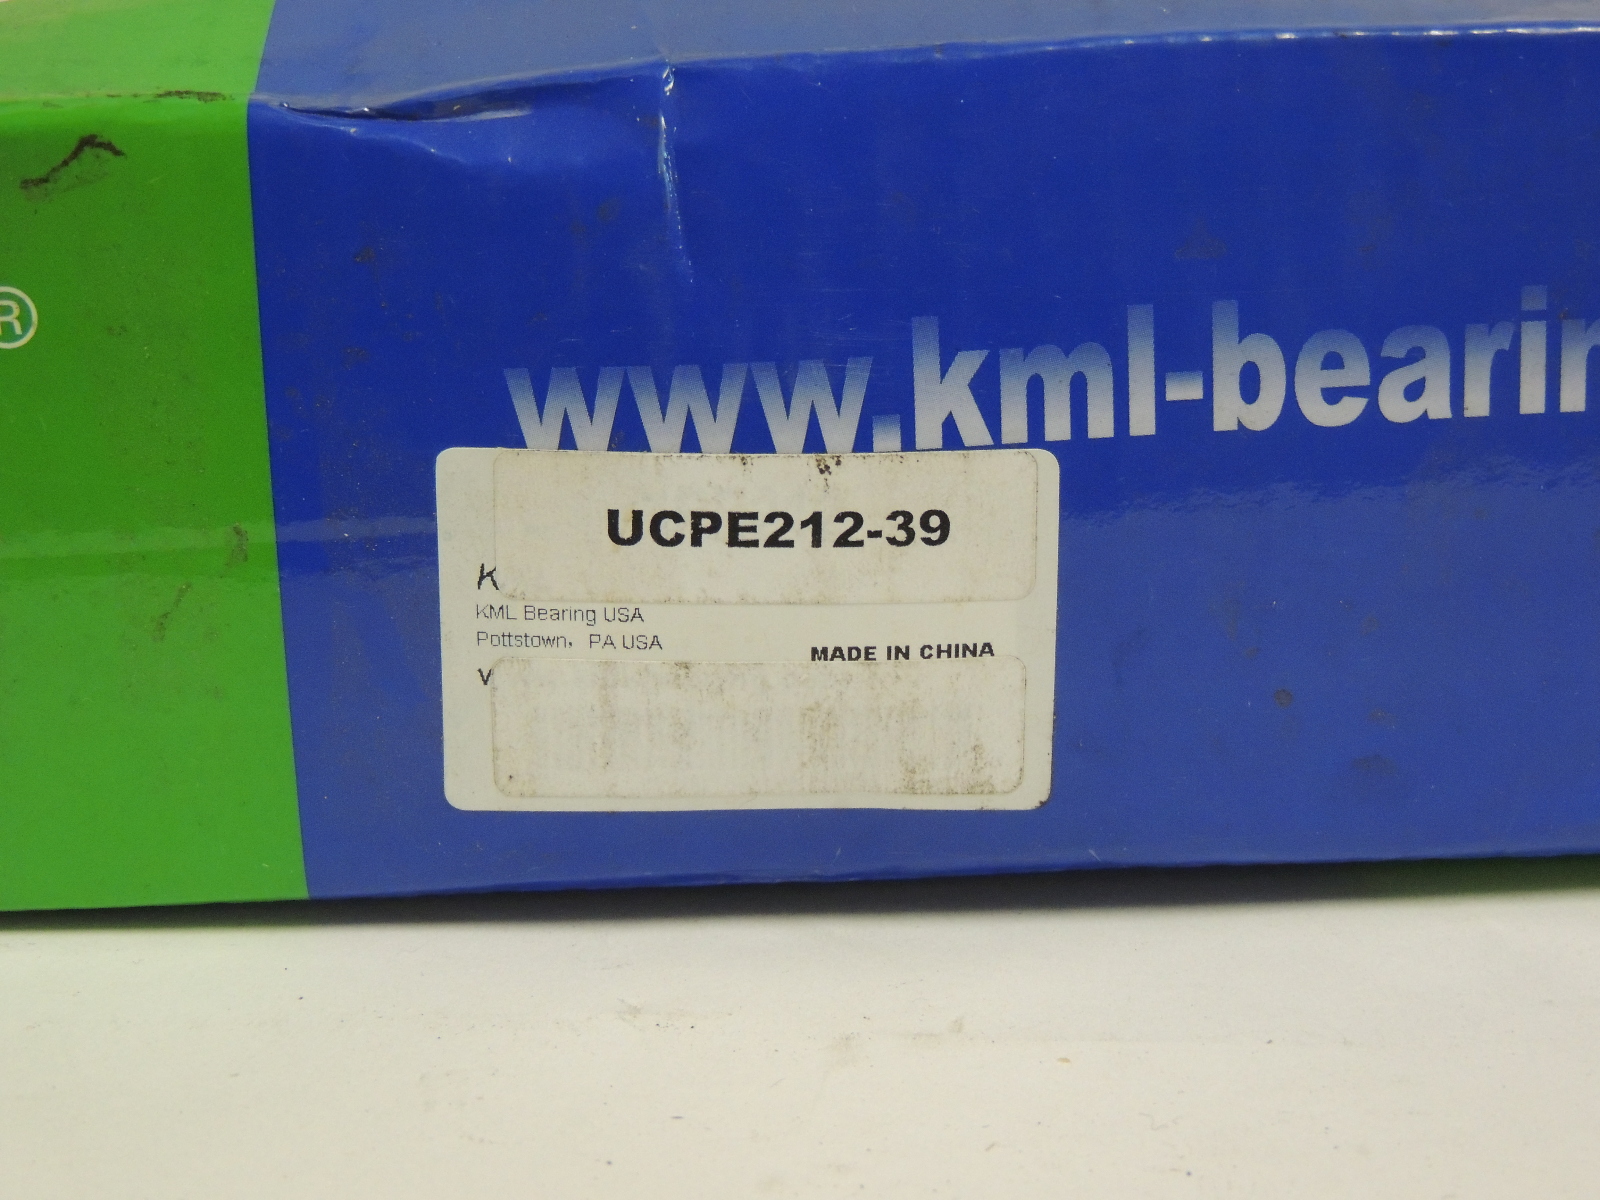 ®
www.kml-bearin
UCPE212-39
K
KML Bearing USA
Pottstown, PA USA
MADE IN CHINA
V